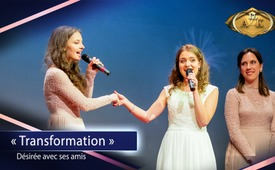 « Transformation »
Désirée avec ses amis